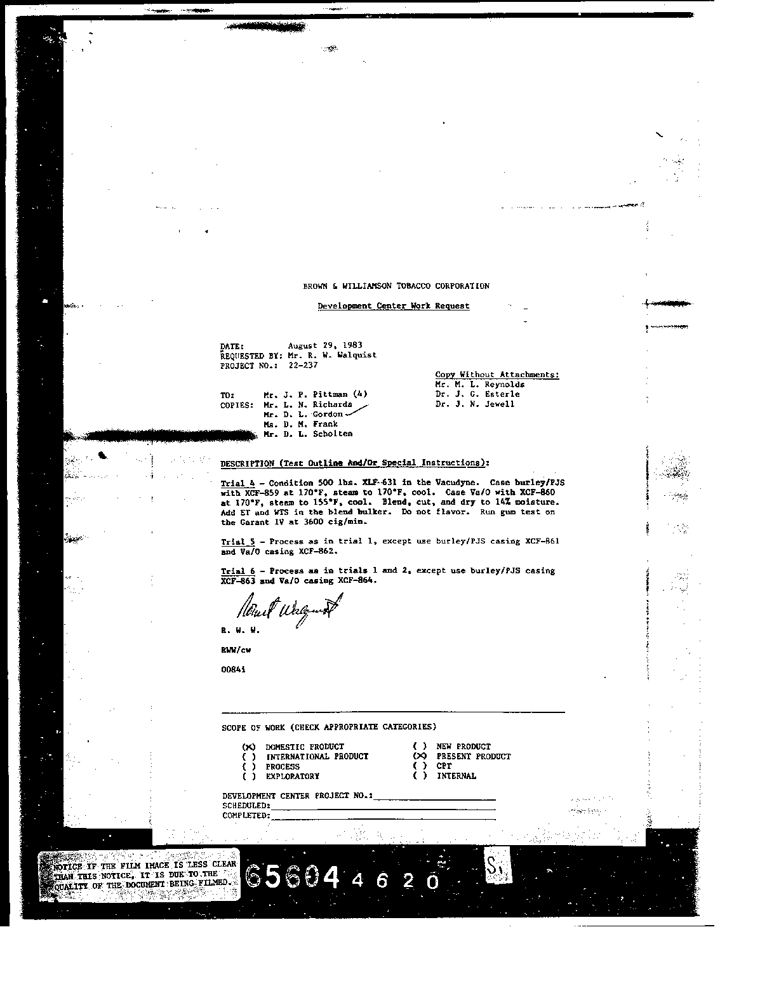 BROWN & WILLIAMSON TOBACCO CORPORATION
Development Center Work Request
DATE: August 29, 1983
REQUESTED BY: Mr. R. W. Walquist
PROJECT NO.: 22-237
Copy Without Attachments:
Mr. M. L. Reynolds
Dr. J. G. Esterle
Dr. J. N. Jewell
TO: Mr. J. P. Pittman (4)
COPIES: Mr. L. N. Richards
Mr. D. L. Gordon
Ms. D. M. Frank
Mr. D. L. Scholten
DESCRIPTION (Test Outline And/Or Special Instructions):
Trial 4 - Condition 500 lbs. XLF-631 in the Vacudyne. Case burley/PJS
with XCF-859 at 170°F, steam to 170°F, cool. Case Va/O with XCF-860
at 170°F, steam to 155°F, cool. Blend, cut, and dry to 14% moisture.
Add ET and WTS in the blend bulker. Do not flavor. Run gum test on
the Garant IV at 3600 cig/min.
Trial 5 - Process as in trial 1, except use burley/PJS casing XCF-861
and Va/O casing XCF-862.
Trial 6 - Process as in trials 1 and 2, except use burley/PJS casing
XCF-863 and Va/O casing XCF-864.
R. W. W.
RWW/cw
0084i
SCOPE OF WORK (CHECK APPROPRIATE CATEGORIES)
(X) DOMESTIC PRODUCT ( ) NEW PRODUCT
( ) INTERNATIONAL PRODUCT (X) PRESENT PRODUCT
( ) PROCESS ( ) CPT
( ) EXPLORATORY ( ) INTERNAL
DEVELOPMENT CENTER PROJECT NO.:
SCHEDULED:
COMPLETED:
NOTICE IF THE FILM IMAGE IS LESS CLEAR
THAN THIS NOTICE, IT IS DUE TO THE
QUALITY OF THE DOCUMENT BEING FILMED.
65604 4620